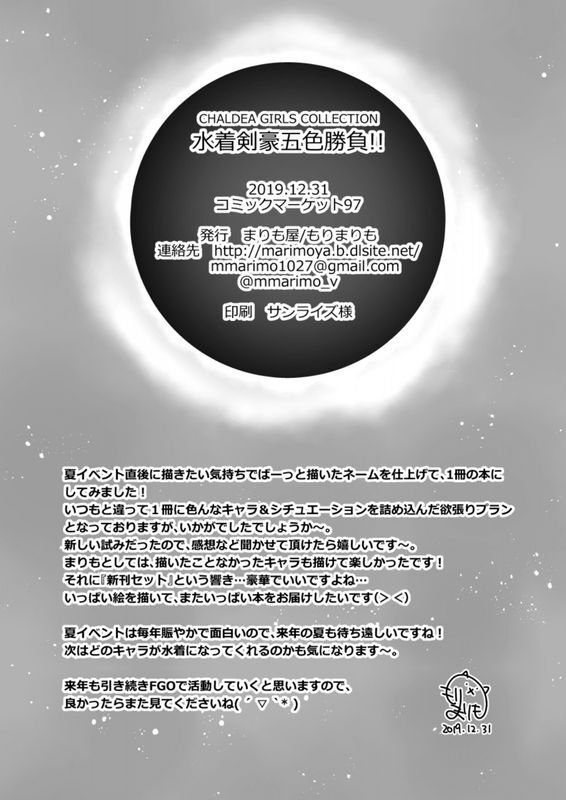 CHALDEA GIRLS COLLECTION
水着剣豪五色勝負!!
2019.12.31
コミックマーケット97
発行　まりも屋/もりまりも
連絡先　http://marimoya.b.dlsite.net/
mmarimo1027@gmail.com
@mmarimo_v
印刷　サンライズ様
夏イベント直後に描きたい気持ちでばーっと描いたネームを仕上げて、1冊の本に
してみました！
いつもと違って１冊に色んなキャラ＆シチュエーションを詰め込んだ欲張りプラン
となっておりますが、いかがでしたでしょうか～。
新しい試みだったので、感想など聞かせて頂けたら嬉しいです～。
まりもとしては、描いたことなかったキャラも描けて楽しかったです！
それに『新刊セット』という響き…豪華でいいですよね…
いっぱい絵を描いて、またいっぱい本をお届けしたいです(＞＜)
夏イベントは毎年賑やかで面白いので、来年の夏も待ち遠しいですね！
次はどのキャラが水着になってくれるのかも気になります～。
来年も引き続きFGOで活動していくと思いますので、
良かったらまた見てくださいね( ´ ▽ ` * )
もり
まりも
2019.12.31